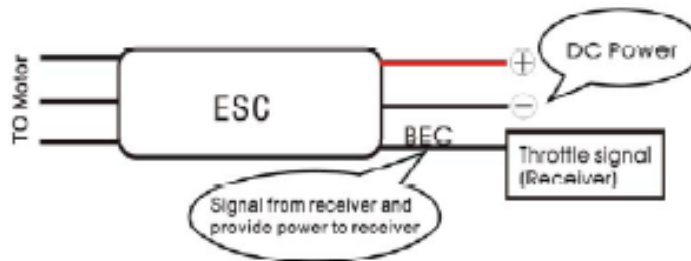 TO Motor
ESC
+
−
DC Power
BEC
Throttle signal
(Receiver)
Signal from receiver and
provide power to receiver